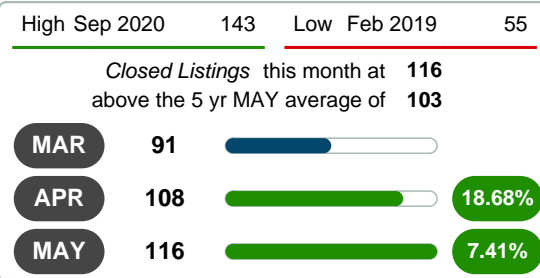 High Sep 2020 143 Low Feb 2019 55
Closed Listings this month at 116
above the 5 yr MAY average of 103
MAR 91
APR 108 18.68%
MAY 116 7.41%